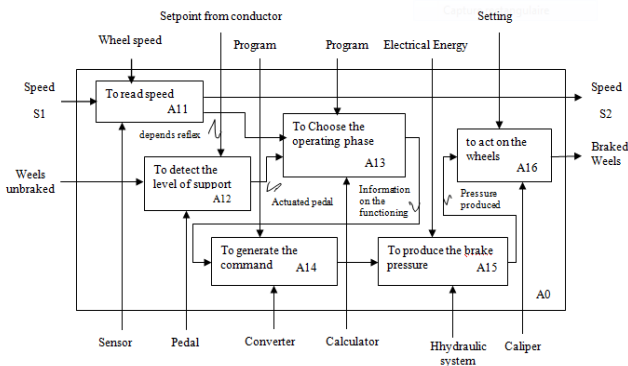 Setpoint from conductor
Setting
Wheel speed
Program
Program
Electrical Energy
Speed
S1
To read speed
A11
Speed
S2
depends reflex
To Choose the
operating phase
A13
to act on the
wheels
A16
Braked
Weels
Weels
unbraked
To detect the
level of support
A12
Actuated pedal
Information
on the
functioning
Pressure
produced
To generate the
command A14
To produce the brake
pressure A15
A0
Sensor
Pedal
Converter
Calculator
Hhydraulic
system
Caliper